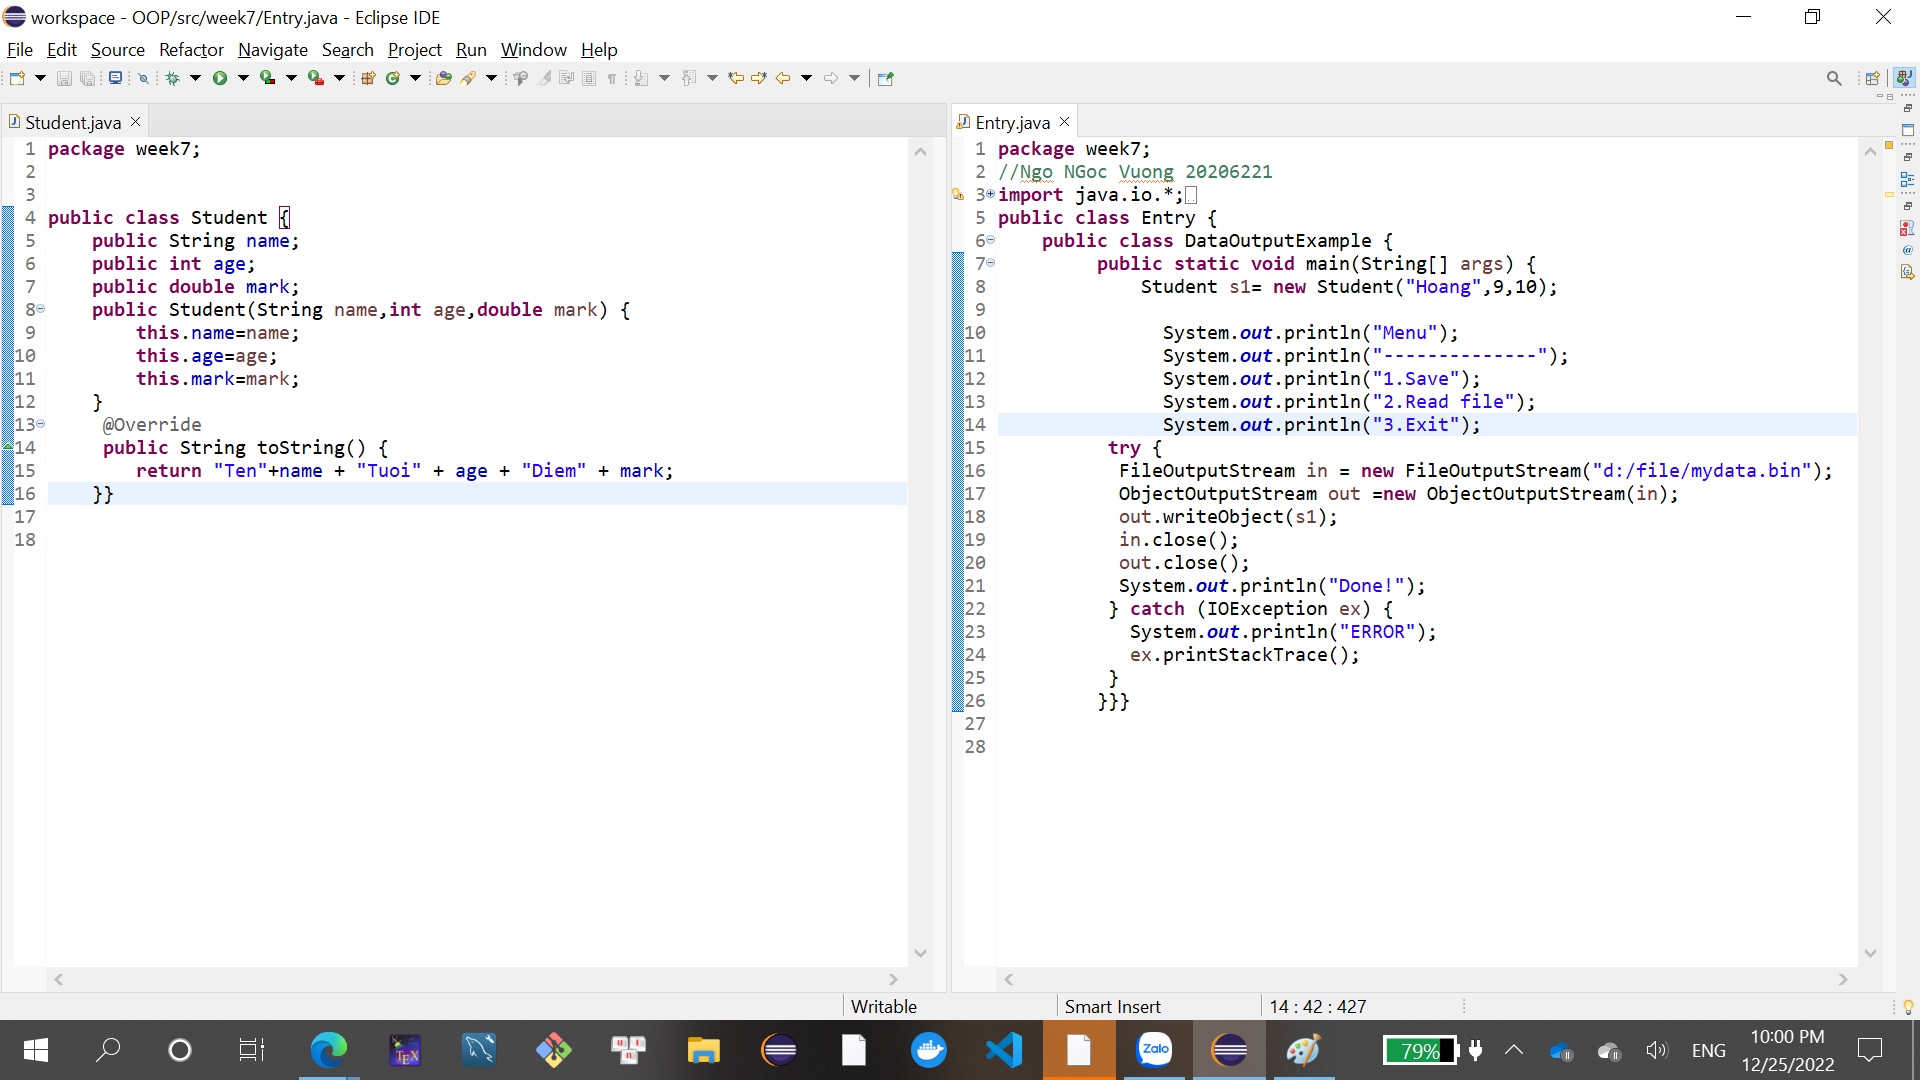 workspace - OOP/src/week7/Entry.java - Eclipse IDE
File Edit Source Refactor Navigate Search Project Run Window Help
Student.java
1 package week7;
2
3
4 public class Student {
5 public String name;
6 public int age;
7 public double mark;
8 public Student(String name,int age,double mark) {
9 this.name=name;
10 this.age=age;
11 this.mark=mark;
12 }
13 @Override
14 public String toString() {
15 return "Ten"+name + "Tuoi" + age + "Diem" + mark;
16 }}
17
18
Entry.java
1 package week7;
2 //Ngo NGoc Vuong 20206221
3 import java.io.*;
5 public class Entry {
6 public class DataOutputExample {
7 public static void main(String[] args) {
8 Student s1= new Student("Hoang",9,10);
9
10 System.out.println("Menu");
11 System.out.println("--------------");
12 System.out.println("1.Save");
13 System.out.println("2.Read file");
14 System.out.println("3.Exit");
15 try {
16 FileOutputStream in = new FileOutputStream("d:/file/mydata.bin");
17 ObjectOutputStream out =new ObjectOutputStream(in);
18 out.writeObject(s1);
19 in.close();
20 out.close();
21 System.out.println("Done!");
22 } catch (IOException ex) {
23 System.out.println("ERROR");
24 ex.printStackTrace();
25 }
26 }}}
27
28
Writable Smart Insert 14 : 42 : 427
TEX
Zalo
79%
ENG
10:00 PM
12/25/2022